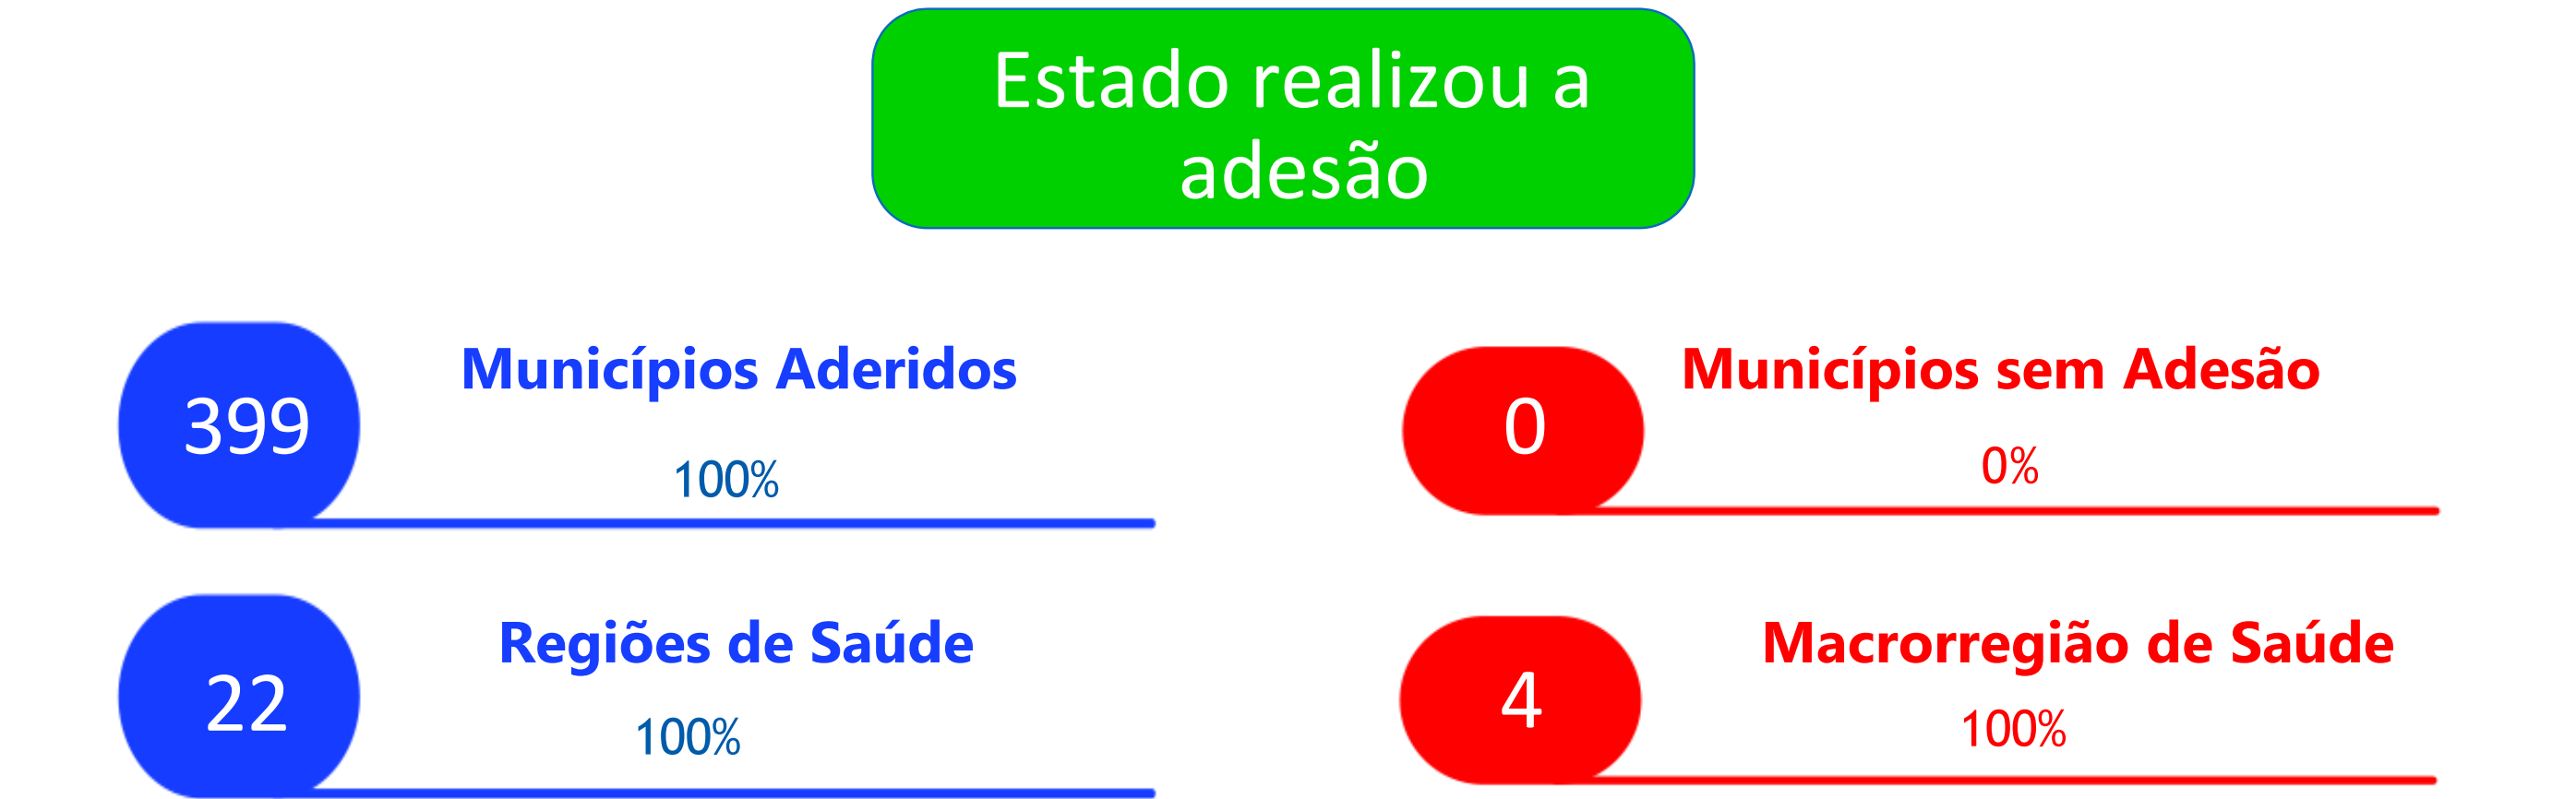 Estado realizou a
adesão
399
Municípios Aderidos
100%
0
Municípios sem Adesão
0%
22
Regiões de Saúde
100%
4
Macrorregião de Saúde
100%